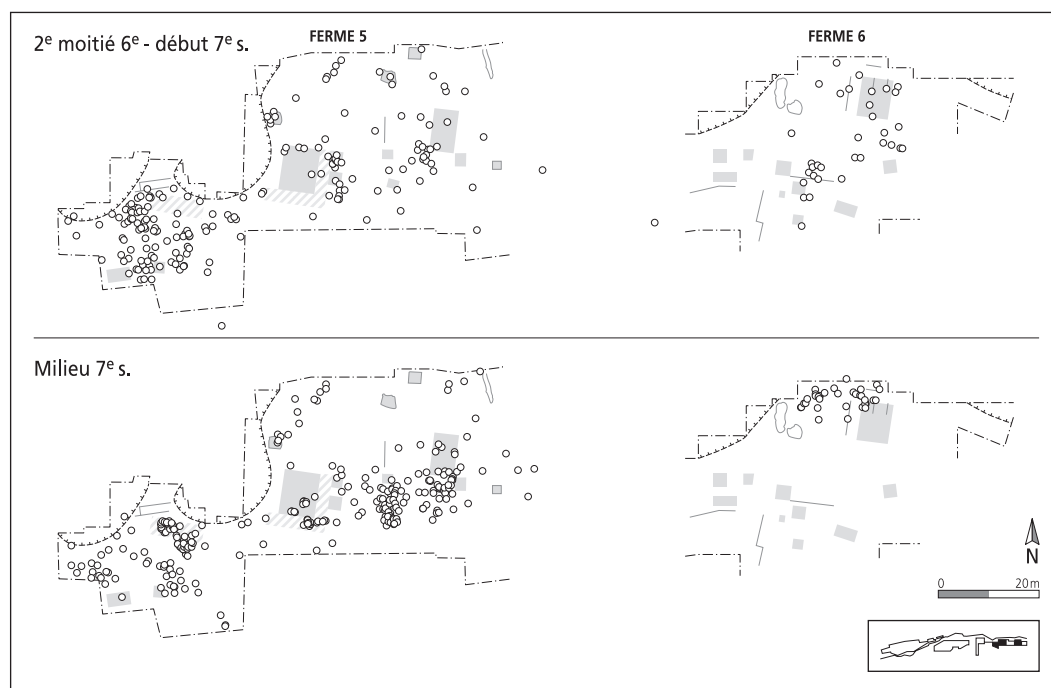 2e moitié 6e - début 7e s.
FERME 5
FERME 6
Milieu 7e s.
N
0 20 m